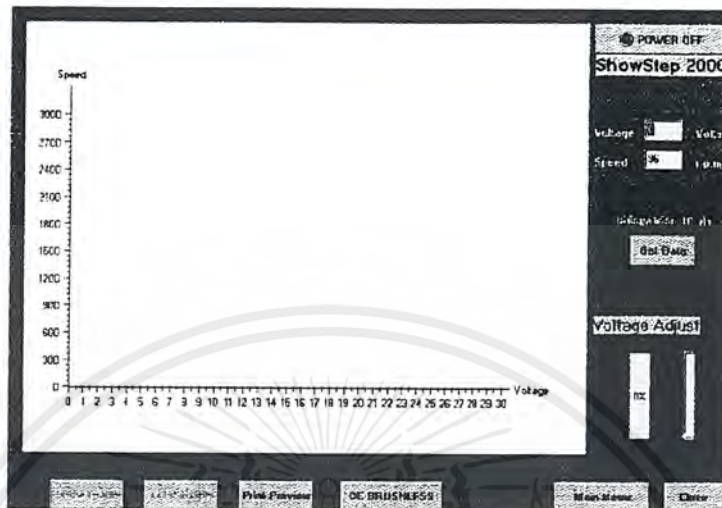 POWER OFF
ShowStep 2000
Speed
3000
2700
2400
2100
1800
1500
1200
900
600
300
0
0 1 2 3 4 5 6 7 8 9 10 11 12 13 14 15 16 17 18 19 20 21 22 23 24 25 26 27 28 29 30
Voltage
Voltage
Speed 96 r.p.m
Get Data
Voltage Adjust
Print Preview
DC BRUSHLESS
Main Menu
Close